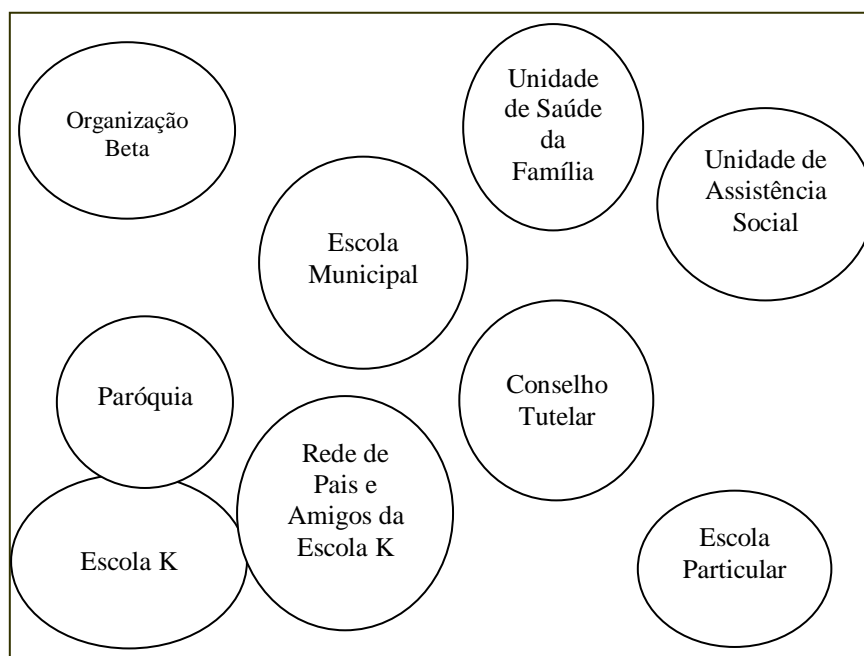 Organização
Beta
Unidade
de Saúde
da
Família
Unidade de
Assistência
Social
Escola
Municipal
Paróquia
Conselho
Tutelar
Rede de
Pais e
Amigos da
Escola K
Escola K
Escola
Particular